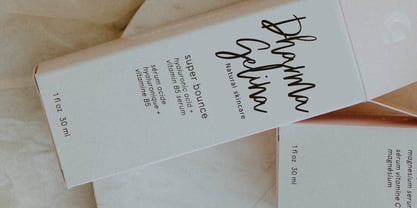 Dharma
Gelina
Natural skincare
super bounce
hyaluronic acid +
vitamin B5 serum
sérum acide
hyaluronique +
vitamine B5
1 fl oz 30 ml
magnesium serum
sérum vitamine C
magnésium
1 fl oz 30 ml